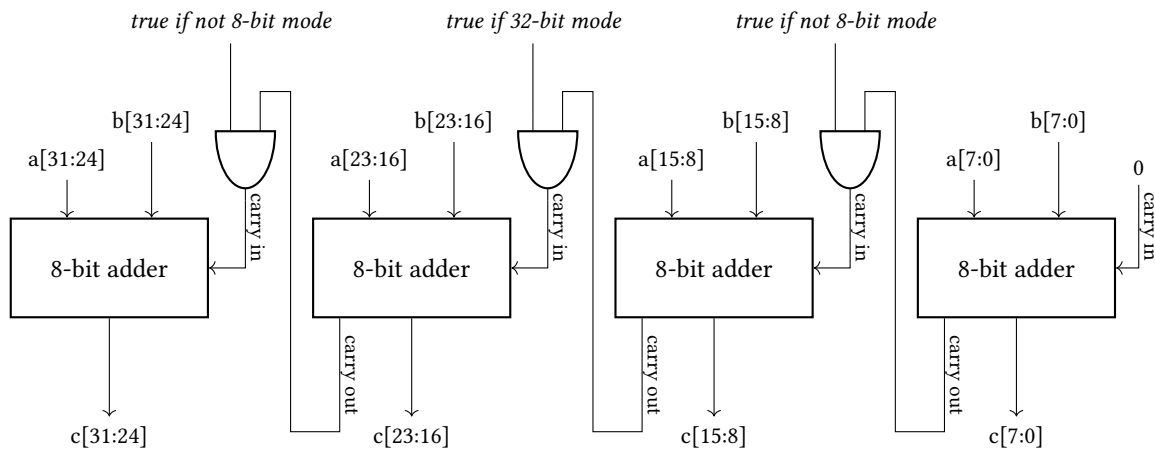 true if not 8-bit mode
true if 32-bit mode
true if not 8-bit mode
b[31:24]
b[23:16]
b[15:8]
b[7:0]
a[31:24]
a[23:16]
a[15:8]
a[7:0]
0
carry in
carry in
carry in
carry in
8-bit adder
8-bit adder
8-bit adder
8-bit adder
carry out
carry out
carry out
c[31:24]
c[23:16]
c[15:8]
c[7:0]